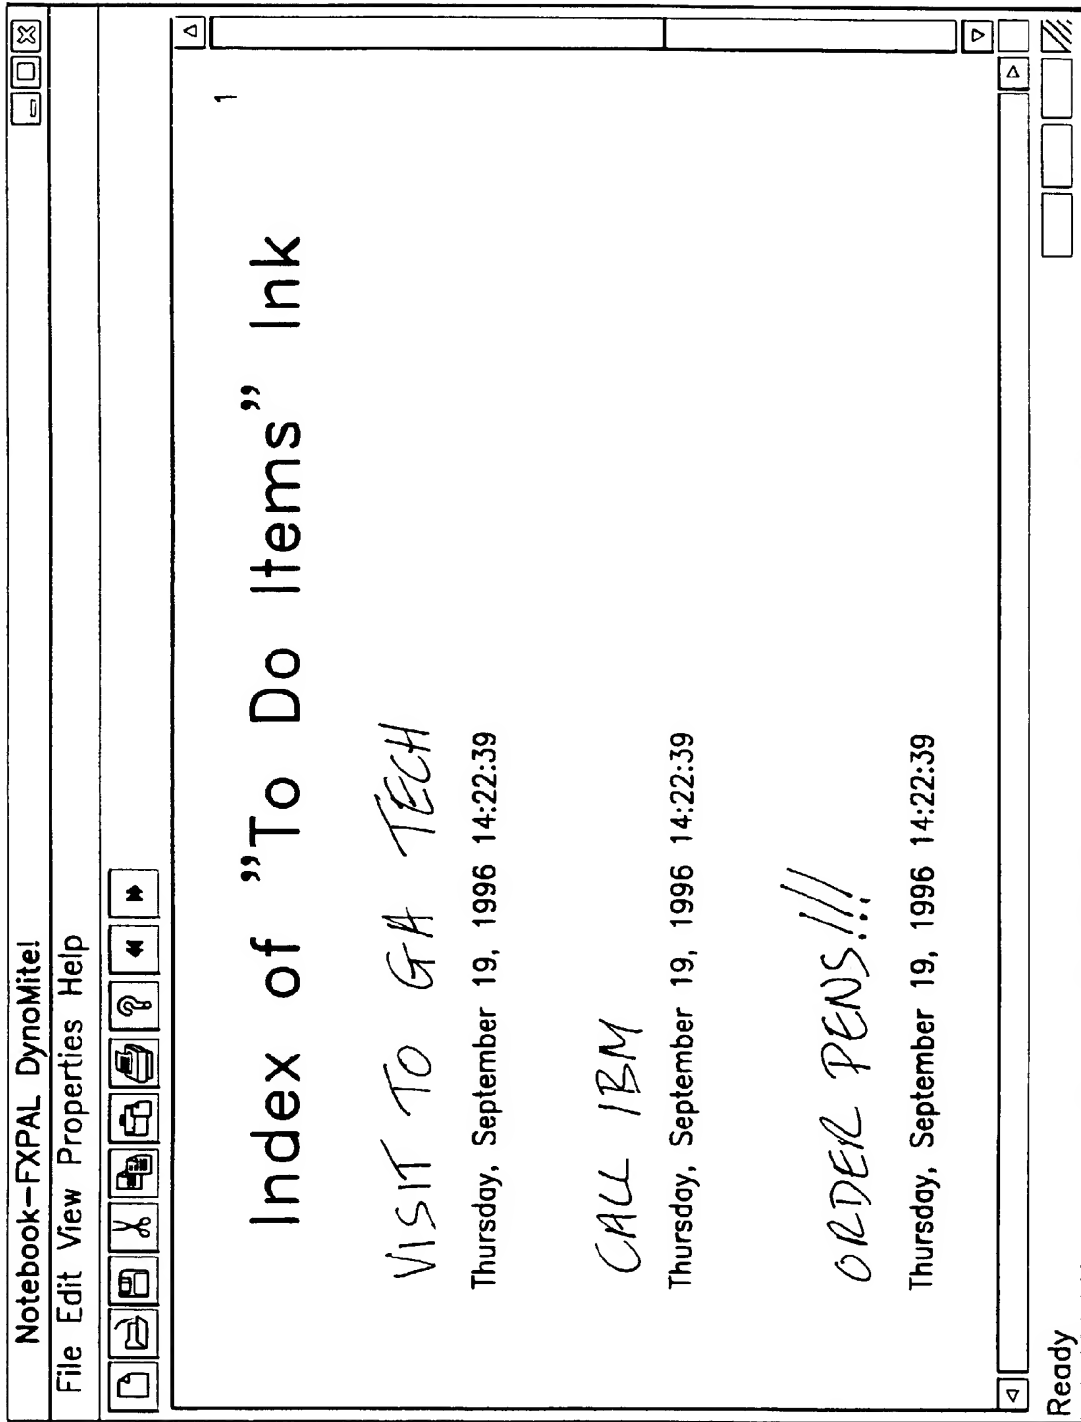 Notebook-FXPAL DynoMite!
File Edit View Properties Help
1
Index of "To Do Items" Ink
VISIT TO GA TECH
Thursday, September 19, 1996 14:22:39
CALL IBM
Thursday, September 19, 1996 14:22:39
ORDER PENS!!!
Thursday, September 19, 1996 14:22:39
Ready